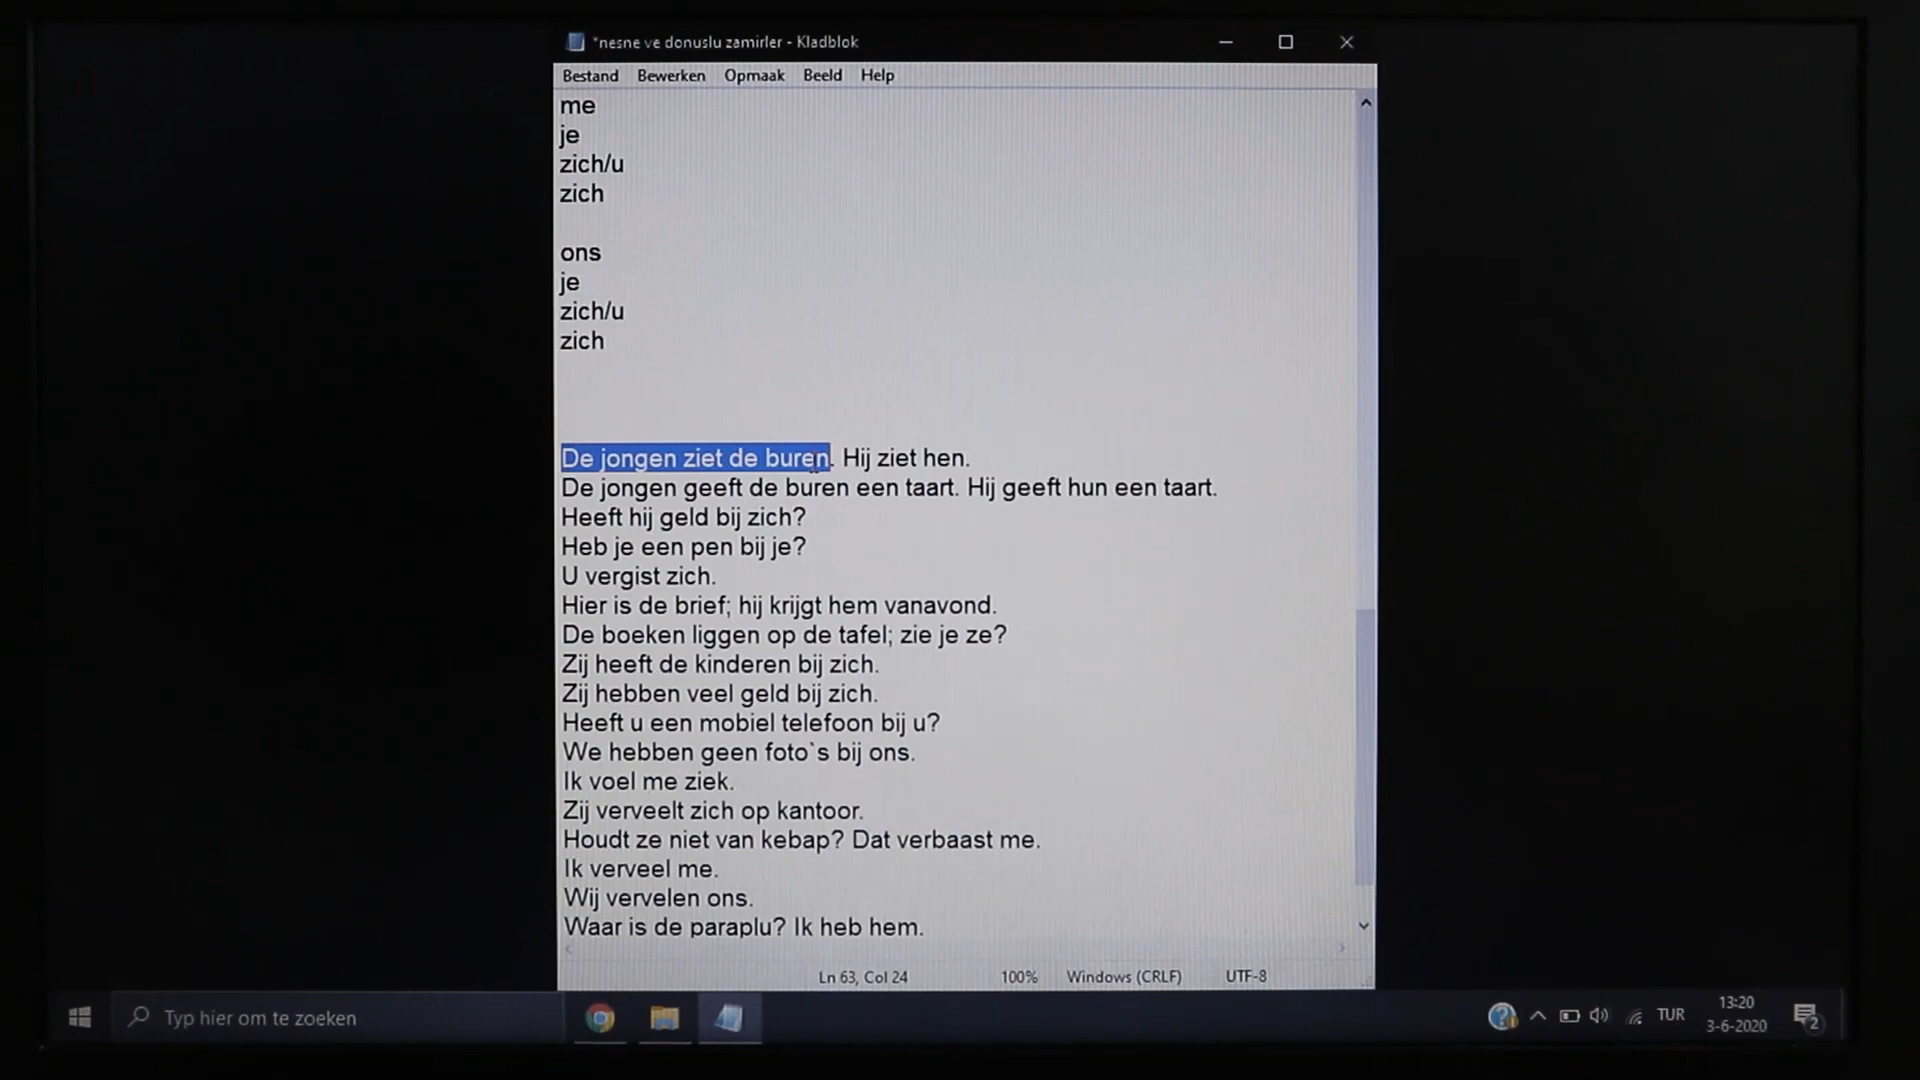 *nesne ve donuslu zamirler - Kladblok
Bestand Bewerken Opmaak Beeld Help
me
je
zich/u
zich
ons
je
zich/u
zich
De jongen ziet de buren. Hij ziet hen.
De jongen geeft de buren een taart. Hij geeft hun een taart.
Heeft hij geld bij zich?
Heb je een pen bij je?
U vergist zich.
Hier is de brief; hij krijgt hem vanavond.
De boeken liggen op de tafel; zie je ze?
Zij heeft de kinderen bij zich.
Zij hebben veel geld bij zich.
Heeft u een mobiel telefoon bij u?
We hebben geen foto`s bij ons.
Ik voel me ziek.
Zij verveelt zich op kantoor.
Houdt ze niet van kebap? Dat verbaast me.
Ik verveel me.
Wij vervelen ons.
Waar is de paraplu? Ik heb hem.
Ln 63, Col 24 100% Windows (CRLF) UTF-8
Typ hier om te zoeken
TUR
13:20
3-6-2020
2